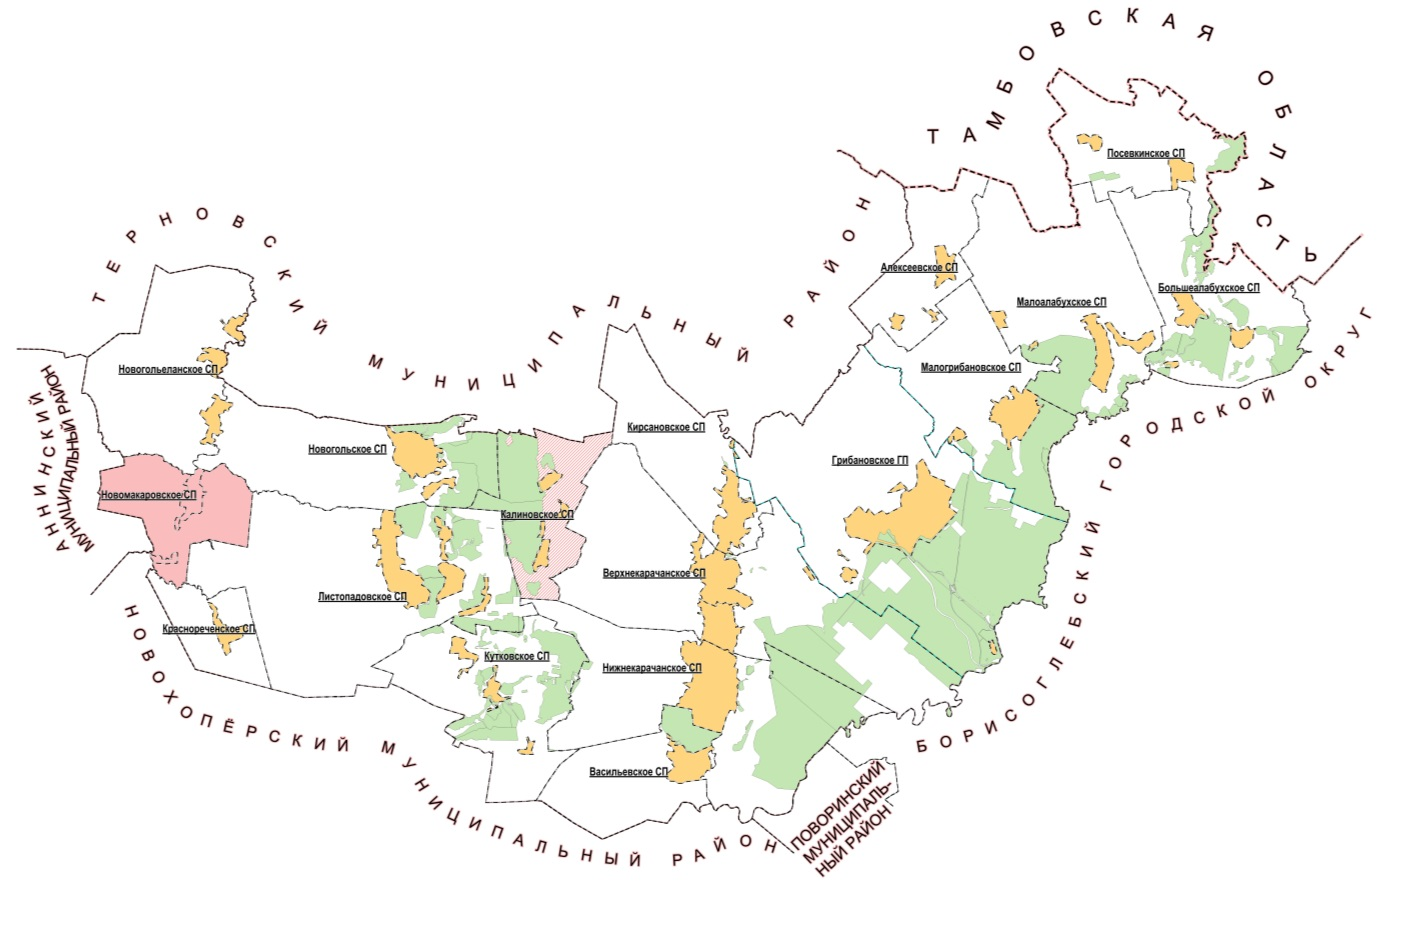 ТАМБОВСКАЯ ОБЛАСТЬ
ТЕРНОВСКИЙ МУНИЦИПАЛЬНЫЙ РАЙОН
Посевкинское СП
Алексеевское СП
Большеалабухское СП
Малоалабухское СП
Новогольеланское СП
Малогрибановское СП
АННИНСКИЙ
МУНИЦИПАЛЬНЫЙ РАЙОН
Кирсановское СП
Новогольское СП
Грибановское ГП
Новомакаровское СП
Калиновское СП
Верхнекарачанское СП
Листопадовское СП
Краснореченское СП
Кутковское СП
Нижнекарачанское СП
Васильевское СП
БОРИСОГЛЕБСКИЙ ГОРОДСКОЙ ОКРУГ
НОВОХОПЁРСКИЙ МУНИЦИПАЛЬНЫЙ РАЙОН
ПОВОРИНСКИЙ
МУНИЦИПАЛЬ-
НЫЙ РАЙОН